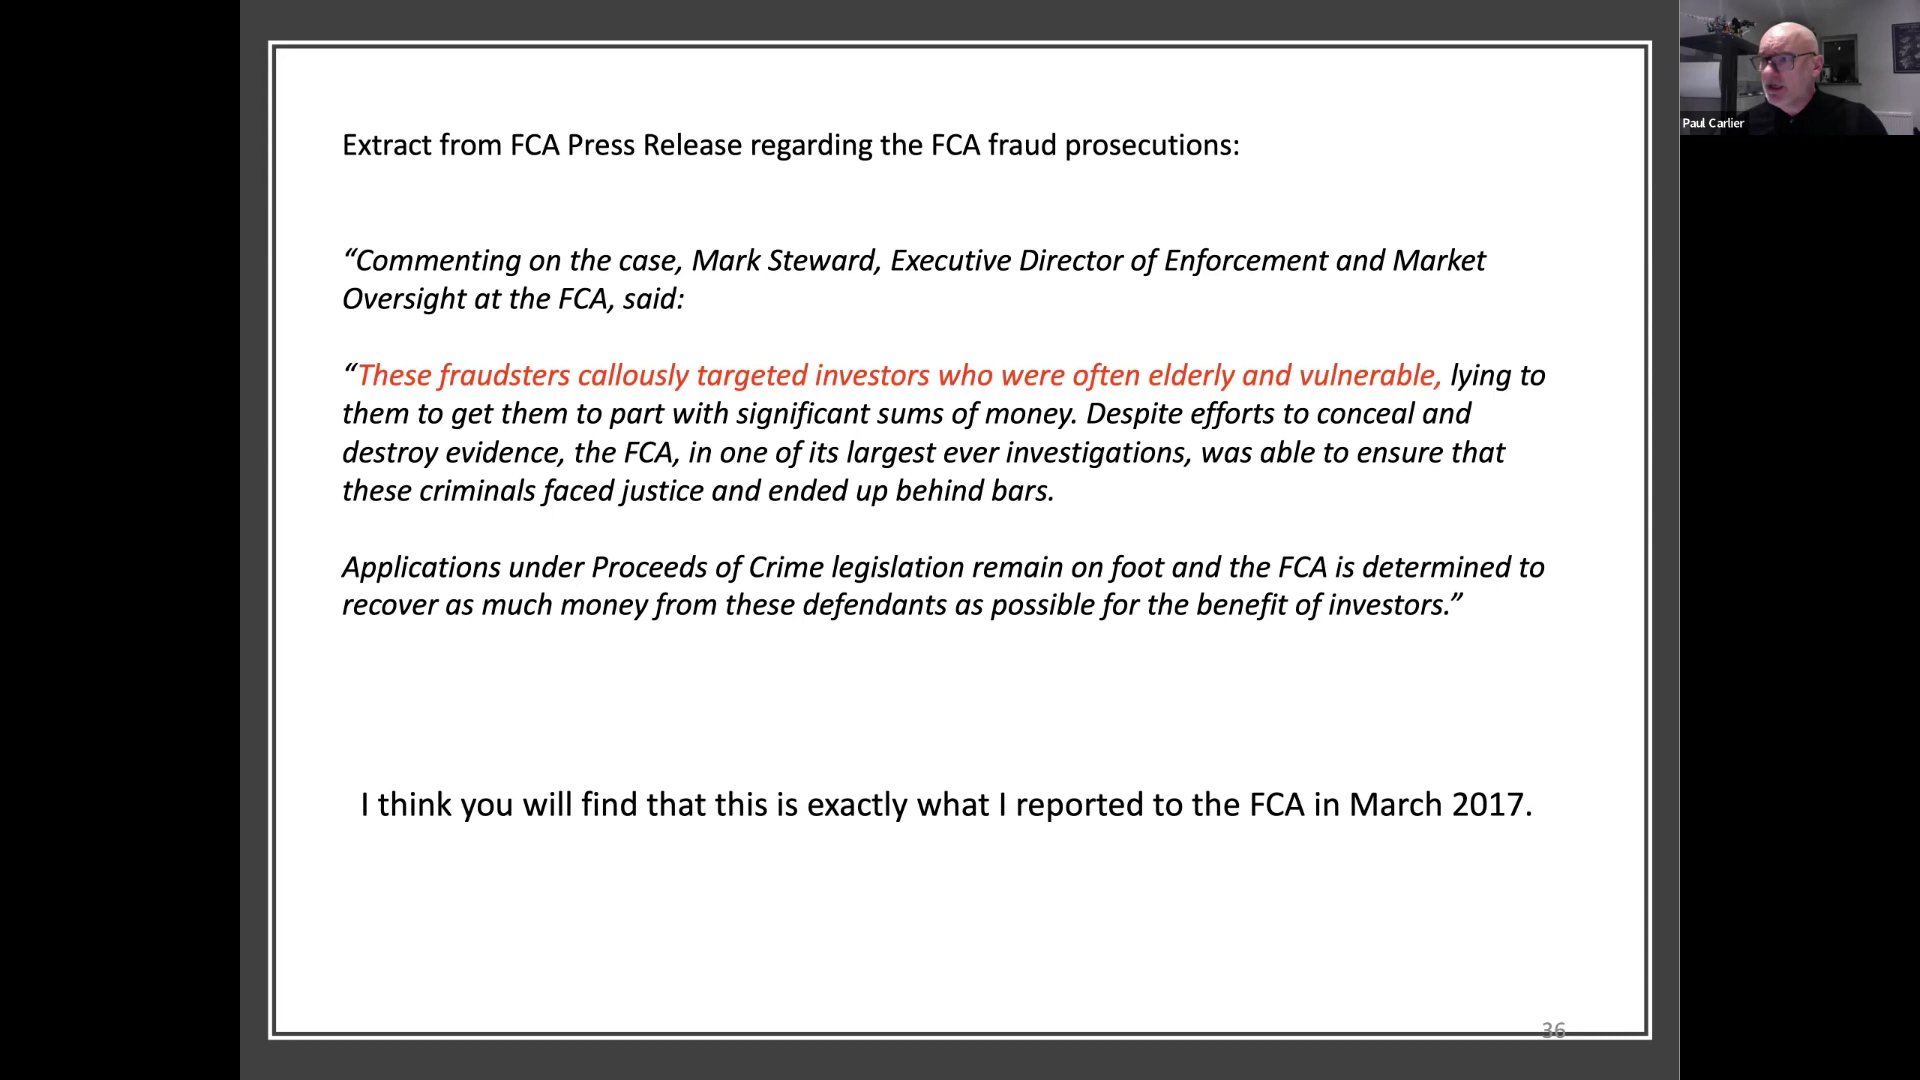 Paul Carlier
Extract from FCA Press Release regarding the FCA fraud prosecutions:
“Commenting on the case, Mark Steward, Executive Director of Enforcement and Market
Oversight at the FCA, said:
“These fraudsters callously targeted investors who were often elderly and vulnerable, lying to
them to get them to part with significant sums of money. Despite efforts to conceal and
destroy evidence, the FCA, in one of its largest ever investigations, was able to ensure that
these criminals faced justice and ended up behind bars.
Applications under Proceeds of Crime legislation remain on foot and the FCA is determined to
recover as much money from these defendants as possible for the benefit of investors.”
I think you will find that this is exactly what I reported to the FCA in March 2017.
36